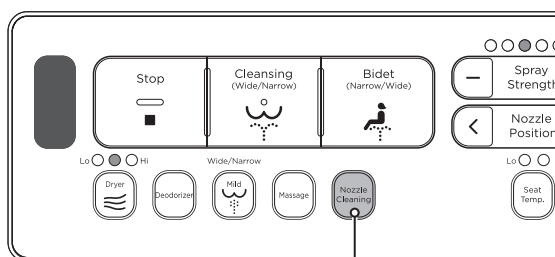 Stop
Cleansing
(Wide/Narrow)
Bidet
(Narrow/Wide)
Spray
Strength
Nozzle
Position
Lo
Hi
Wide/Narrow
Lo
Dryer
Deodorizer
Mild
Massage
Nozzle
Cleaning
Seat
Temp.